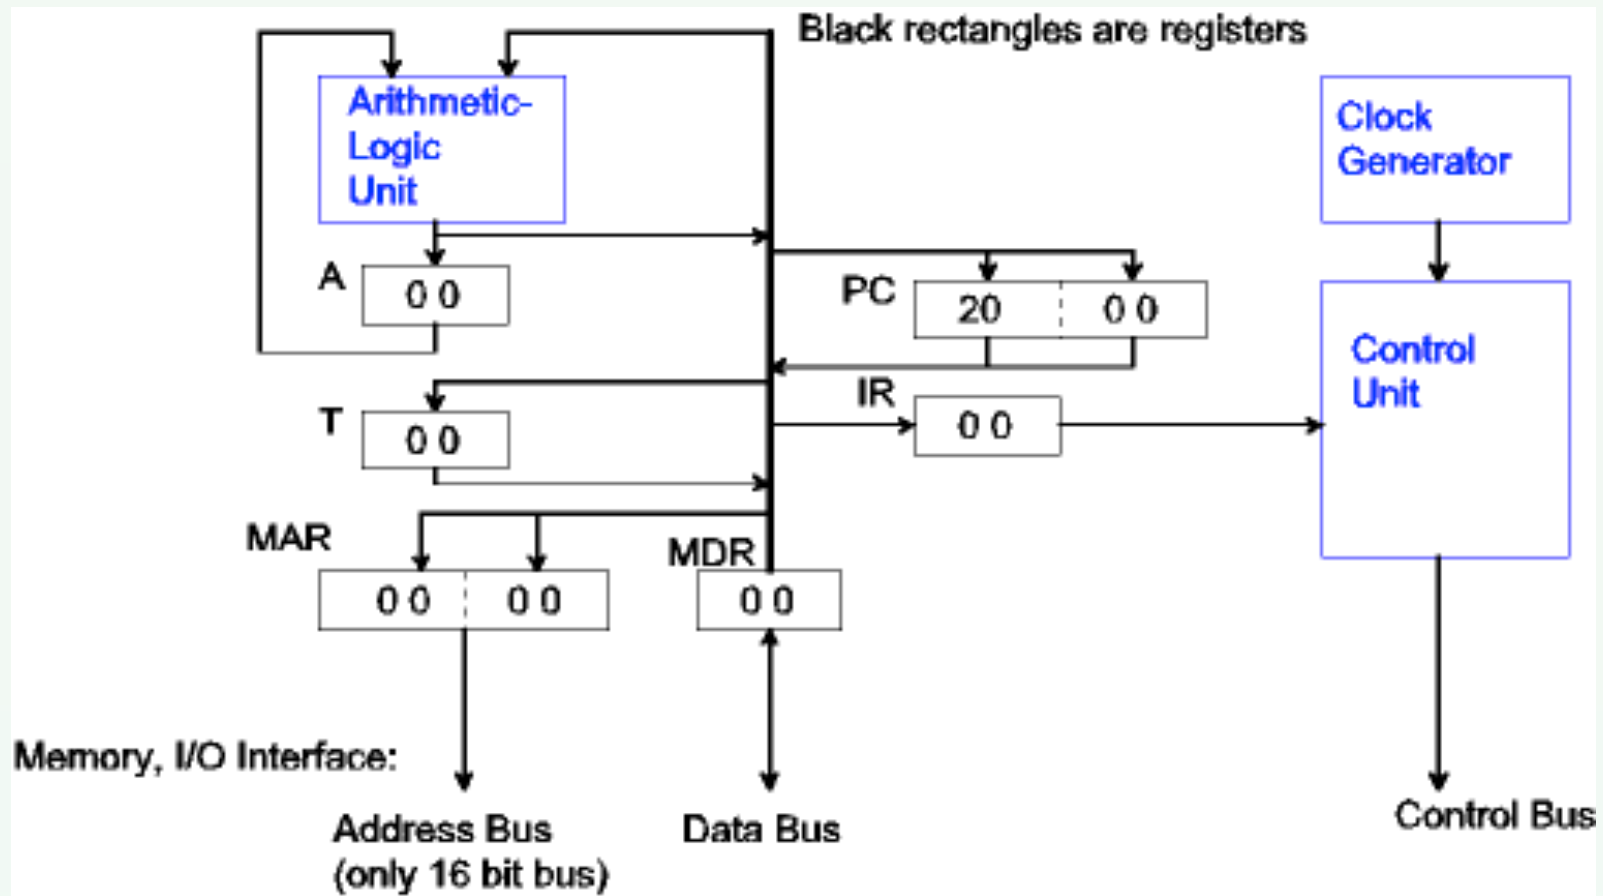 Black rectangles are registers
Arithmetic-
Logic
Unit
Clock
Generator
A
0 0
PC
20 0 0
Control
Unit
T
0 0
IR
0 0
MAR
0 0 0 0
MDR
0 0
Memory, I/O Interface:
Address Bus
(only 16 bit bus)
Data Bus
Control Bus